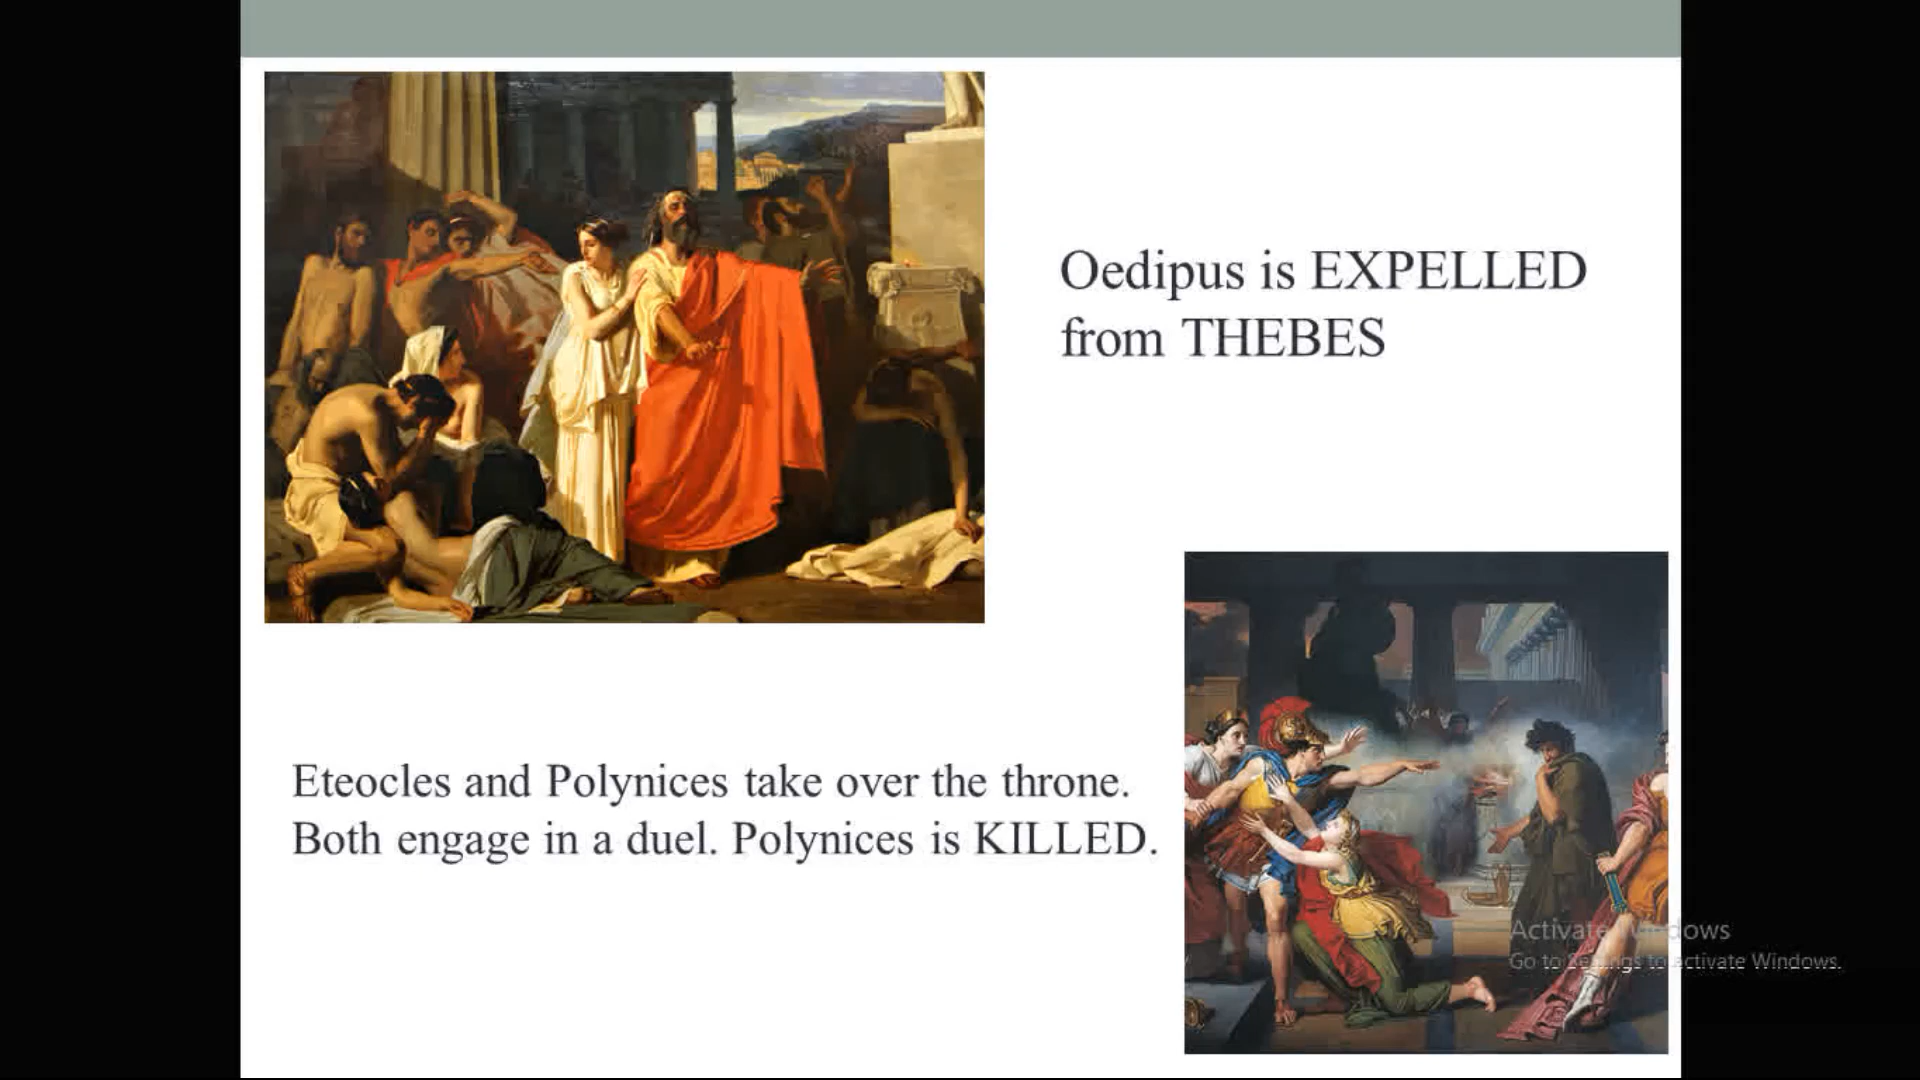 Oedipus is EXPELLED
from THEBES
Eteocles and Polynices take over the throne.
Both engage in a duel. Polynices is KILLED.
Activate Windows
Go to Settings to activate Windows.